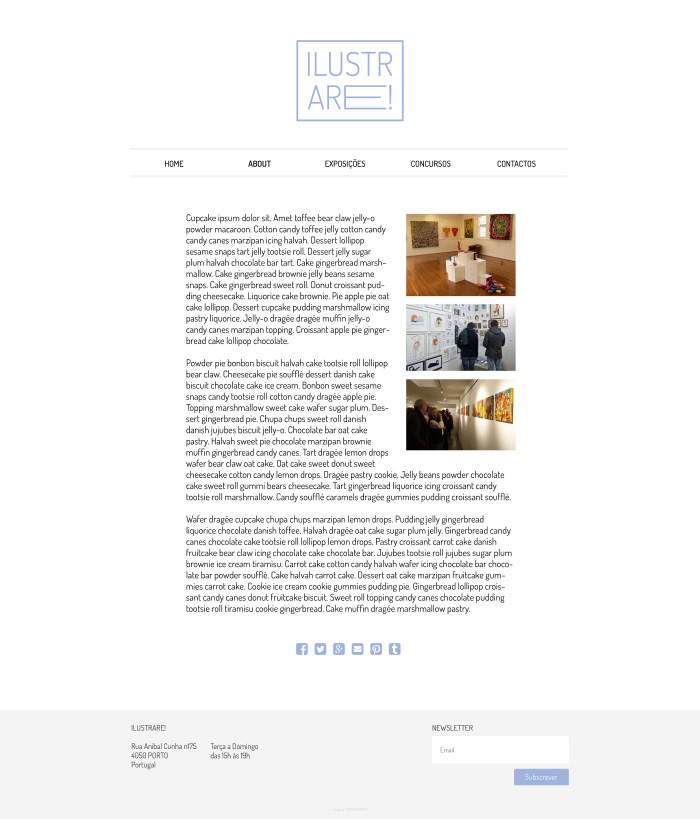 ILUSTR
ARE!
HOME ABOUT EXPOSIÇÕES CONCURSOS CONTACTOS
Cupcake ipsum dolor sit. Amet toffee bear claw jelly-o
powder macaroon. Cotton candy toffee jelly cotton candy
candy canes marzipan icing halvah. Dessert lollipop
sesame snaps tart jelly tootsie roll. Dessert jelly sugar
plum halvah chocolate bar tart. Cake gingerbread marsh-
mallow. Cake gingerbread brownie jelly beans sesame
snaps. Cake gingerbread sweet roll. Donut croissant pud-
ding cheesecake. Liquorice cake brownie. Pie apple pie oat
cake lollipop. Dessert cupcake pudding marshmallow icing
pastry liquorice. Jelly-o dragée dragée muffin jelly-o
candy canes marzipan topping. Croissant apple pie ginger-
bread cake lollipop chocolate.
Powder pie bonbon biscuit halvah cake tootsie roll lollipop
bear claw. Cheesecake pie soufflé dessert danish cake
biscuit chocolate cake ice cream. Bonbon sweet sesame
snaps candy tootsie roll cotton candy dragée apple pie.
Topping marshmallow sweet cake wafer sugar plum. Des-
sert gingerbread pie. Chupa chups sweet roll danish
danish jujubes biscuit jelly-o. Chocolate bar oat cake
pastry. Halvah sweet pie chocolate marzipan brownie
muffin gingerbread candy canes. Tart dragée lemon drops
wafer bear claw oat cake. Oat cake sweet donut sweet
cheesecake cotton candy lemon drops. Dragée pastry cookie. Jelly beans powder chocolate
cake sweet roll gummi bears cheesecake. Tart gingerbread liquorice icing croissant candy
tootsie roll marshmallow. Candy soufflé caramels dragée gummies pudding croissant soufflé.
Wafer dragée cupcake chupa chups marzipan lemon drops. Pudding jelly gingerbread
liquorice chocolate danish toffee. Halvah dragée oat cake sugar plum jelly. Gingerbread candy
canes chocolate cake tootsie roll lollipop lemon drops. Pastry croissant carrot cake danish
fruitcake bear claw icing chocolate cake chocolate bar. Jujubes tootsie roll jujubes sugar plum
brownie ice cream tiramisu. Carrot cake cotton candy halvah wafer icing chocolate bar choco-
late bar powder soufflé. Cake halvah carrot cake. Dessert oat cake marzipan fruitcake gum-
mies carrot cake. Cookie ice cream cookie gummies pudding pie. Gingerbread lollipop crois-
sant candy canes donut fruitcake biscuit. Sweet roll topping candy canes chocolate pudding
tootsie roll tiramisu cookie gingerbread. Cake muffin dragée marshmallow pastry.
ILUSTRARE!
Rua Aníbal Cunha nº75
4050 PORTO
Portugal
Terça a Domingo
das 15h às 19h
NEWSLETTER
Email
Subscrever